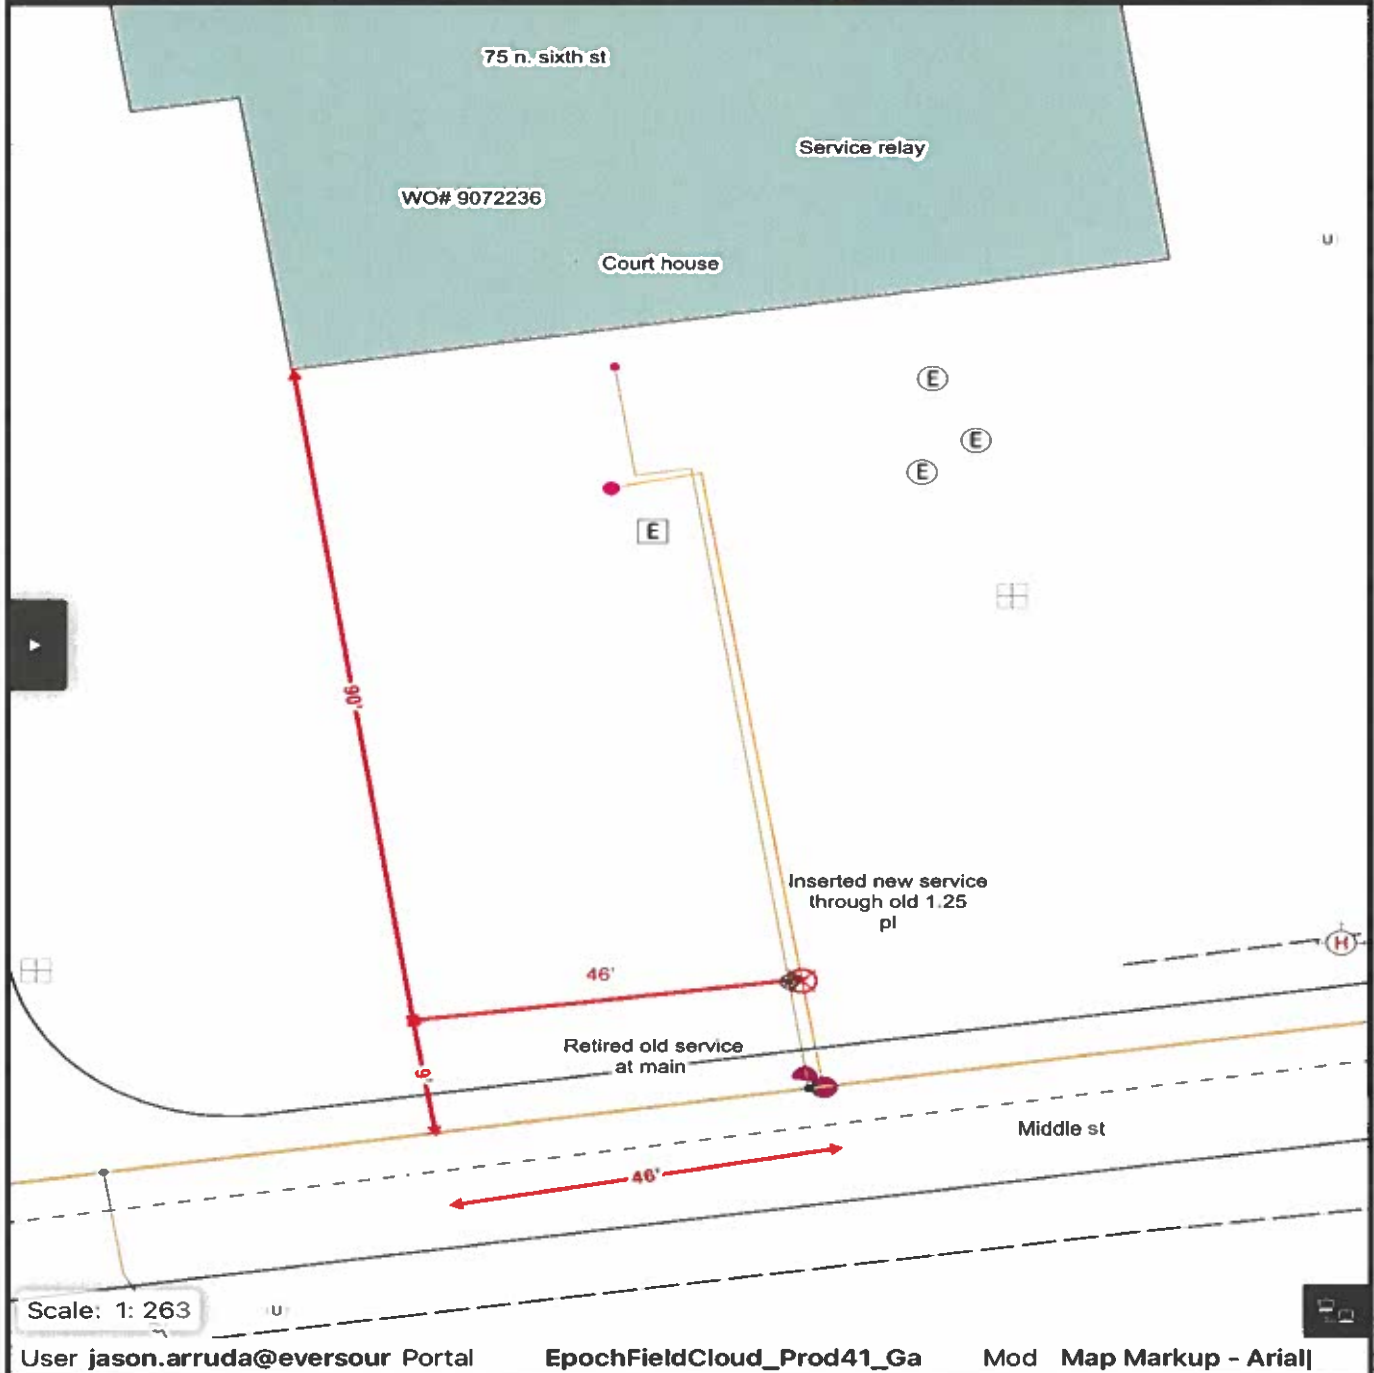 75 n. sixth st
Service relay
WO# 9072236
Court house
U
E
E
E
E
90'
Inserted new service
through old 1.25
pl
H
46'
Retired old service
at main
9'
Middle st
46'
Scale: 1: 263
U
User jason.arruda@eversour Portal EpochFieldCloud_Prod41_Ga Mod Map Markup - Arial|